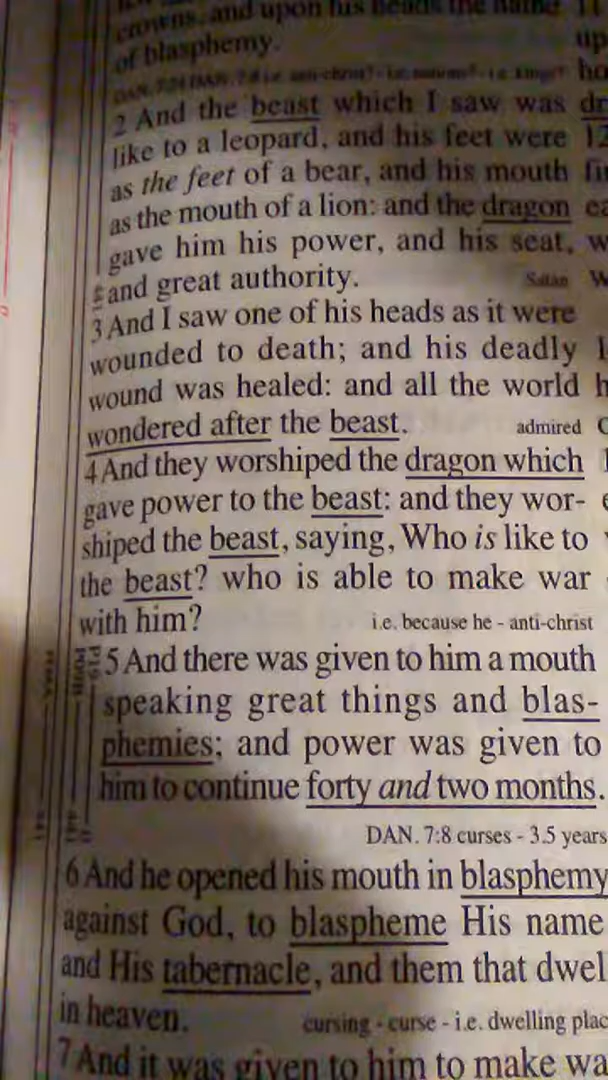 crowns, and upon his heads the name
of blasphemy.
2 And the beast which I saw was
like to a leopard, and his feet were
as the feet of a bear, and his mouth
as the mouth of a lion: and the dragon
gave him his power, and his seat,
and great authority. Satan
3 And I saw one of his heads as it were
wounded to death; and his deadly
wound was healed: and all the world
wondered after the beast. admired
4 And they worshiped the dragon which
gave power to the beast: and they wor-
shiped the beast, saying, Who is like to
the beast? who is able to make war
with him? i.e. because he - anti-christ
5 And there was given to him a mouth
speaking great things and blas-
phemies; and power was given to
him to continue forty and two months.
DAN. 7:8 curses - 3.5 years
6 And he opened his mouth in blasphemy
against God, to blaspheme His name
and His tabernacle, and them that dwel
in heaven. cursing - curse - i.e. dwelling plac
7 And it was given to him to make wa